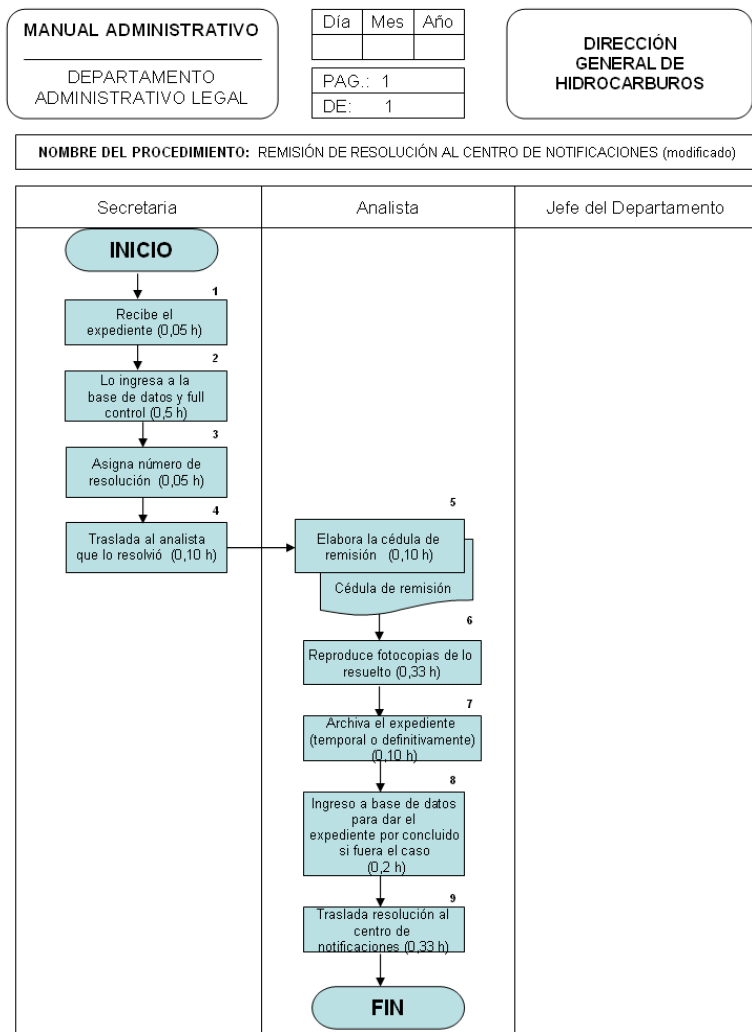 MANUAL ADMINISTRATIVO
DEPARTAMENTO
ADMINISTRATIVO LEGAL
Día Mes Año
PAG.: 1
DE: 1
DIRECCIÓN
GENERAL DE
HIDROCARBUROS
NOMBRE DEL PROCEDIMIENTO: REMISIÓN DE RESOLUCIÓN AL CENTRO DE NOTIFICACIONES (modificado)
Secretaria Analista Jefe del Departamento
INICIO
1
Recibe el
expediente (0,05 h)
2
Lo ingresa a la
base de datos y full
control (0,5 h)
3
Asigna número de
resolución (0,05 h)
4
Traslada al analista
que lo resolvió (0,10 h)
5
Elabora la cédula de
remisión (0,10 h)
Cédula de remisión
6
Reproduce fotocopias de lo
resuelto (0,33 h)
7
Archiva el expediente
(temporal o definitivamente)
(0,10 h)
8
Ingreso a base de datos
para dar el
expediente por concluido
si fuera el caso
(0,2 h)
9
Traslada resolución al
centro de
notificaciones (0,33 h)
FIN